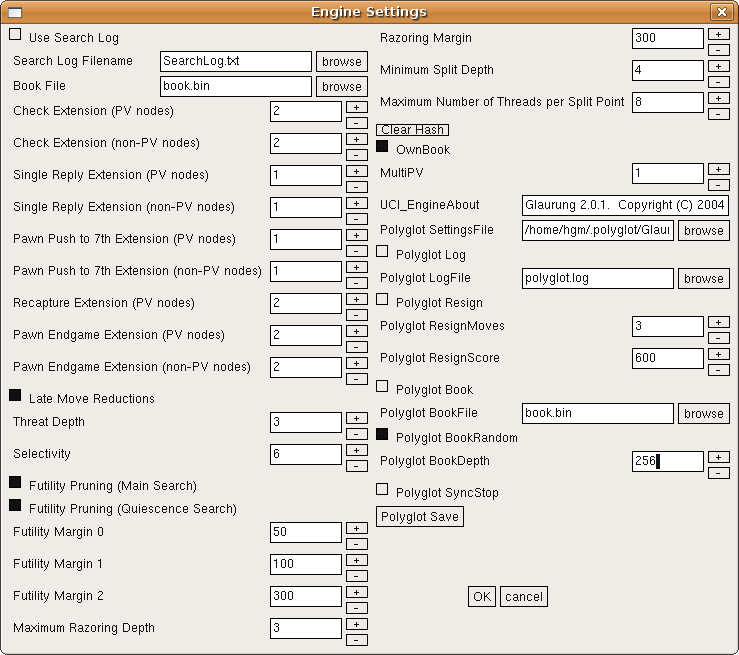 Engine Settings
Use Search Log
Search Log Filename SearchLog.txt browse
Book File book.bin browse
Check Extension (PV nodes) 2 + -
Check Extension (non-PV nodes) 2 + -
Single Reply Extension (PV nodes) 1 + -
Single Reply Extension (non-PV nodes) 1 + -
Pawn Push to 7th Extension (PV nodes) 1 + -
Pawn Push to 7th Extension (non-PV nodes) 1 + -
Recapture Extension (PV nodes) 2 + -
Pawn Endgame Extension (PV nodes) 2 + -
Pawn Endgame Extension (non-PV nodes) 2 + -
Late Move Reductions
Threat Depth 3 + -
Selectivity 6 + -
Futility Pruning (Main Search)
Futility Pruning (Quiescence Search)
Futility Margin 0 50 + -
Futility Margin 1 100 + -
Futility Margin 2 300 + -
Maximum Razoring Depth 3 + -
Razoring Margin 300 + -
Minimum Split Depth 4 + -
Maximum Number of Threads per Split Point 8 + -
Clear Hash
OwnBook
MultiPV 1 + -
UCI_EngineAbout Glaurung 2.0.1. Copyright (C) 2004
Polyglot SettingsFile /home/hgm/.polyglot/Glau browse
Polyglot Log
Polyglot LogFile polyglot.log browse
Polyglot Resign
Polyglot ResignMoves 3 + -
Polyglot ResignScore 600 + -
Polyglot Book
Polyglot BookFile book.bin browse
Polyglot BookRandom
Polyglot BookDepth 256 + -
Polyglot SyncStop
Polyglot Save
OK cancel